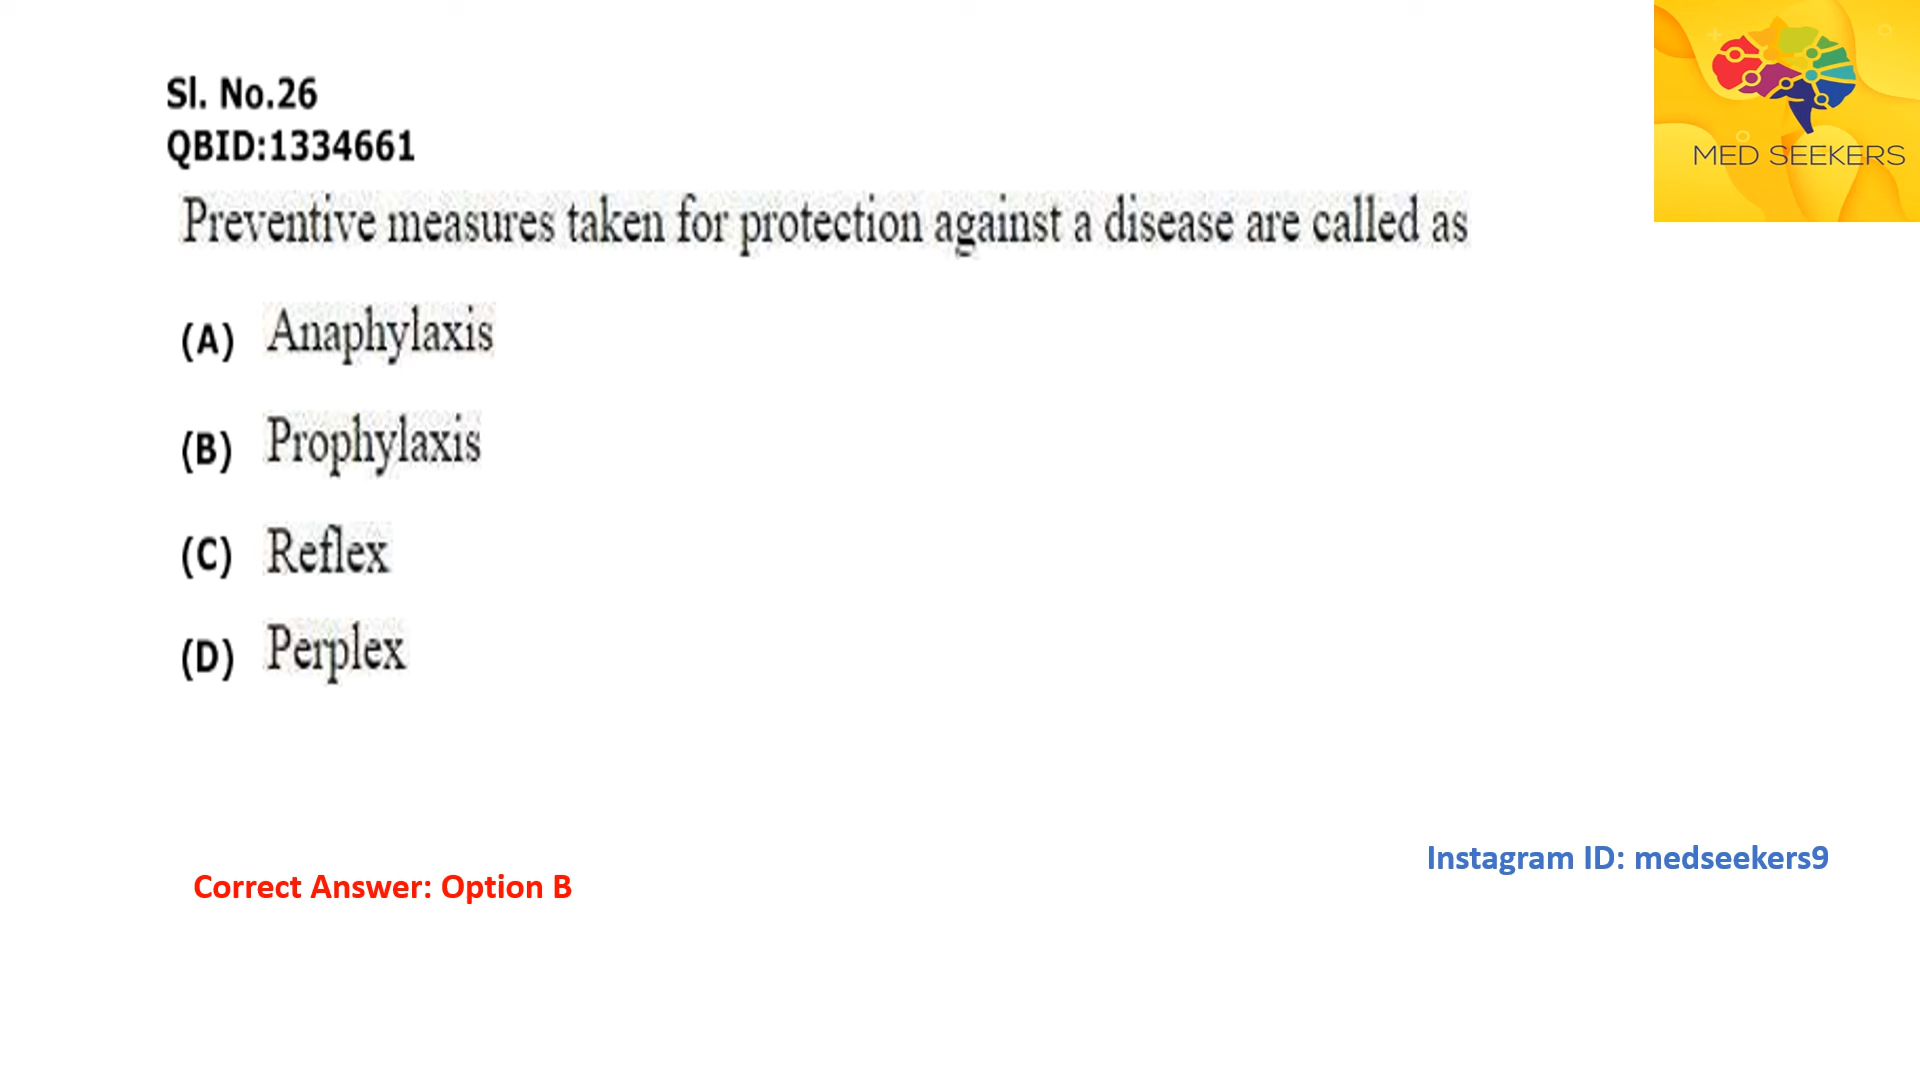 Sl. No.26
QBID:1334661
MED SEEKERS
Preventive measures taken for protection against a disease are called as
(A) Anaphylaxis
(B) Prophylaxis
(C) Reflex
(D) Perplex
Instagram ID: medseekers9
Correct Answer: Option B